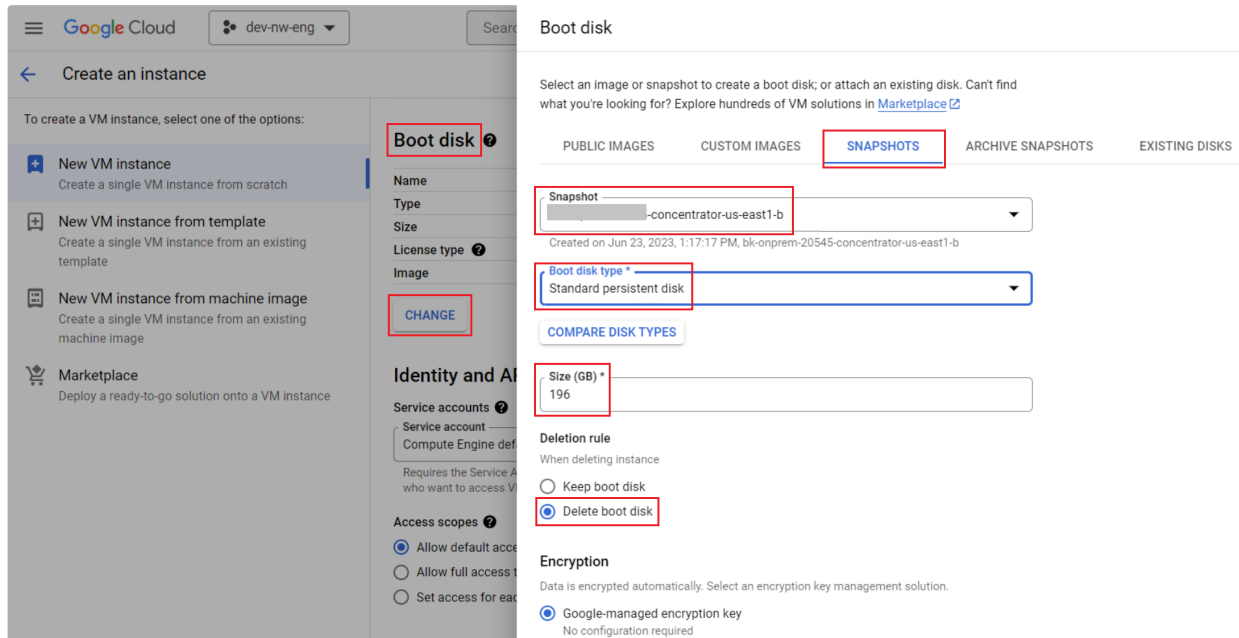 Google Cloud
dev-nw-eng
Create an instance
To create a VM instance, select one of the options:
New VM instance
Create a single VM instance from scratch
New VM instance from template
Create a single VM instance from an existing
template
New VM instance from machine image
Create a single VM instance from an existing
machine image
Marketplace
Deploy a ready-to-go solution onto a VM instance
Boot disk
Name
Type
Size
License type
Image
CHANGE
Identity and
Service accounts
Service account
Compute Engine
Requires the Service
who want to access
Access scopes
Allow default
Allow full access
Set access for
Boot disk
Select an image or snapshot to create a boot disk; or attach an existing disk. Can't find
what you're looking for? Explore hundreds of VM solutions in Marketplace
PUBLIC IMAGES CUSTOM IMAGES SNAPSHOTS ARCHIVE SNAPSHOTS EXISTING DISKS
Snapshot
-concentrator-us-east1-b
Created on Jun 23, 2023, 1:17:17 PM, bk-onprem-20545-concentrator-us-east1-b
Boot disk type *
Standard persistent disk
COMPARE DISK TYPES
Size (GB) *
196
Deletion rule
When deleting instance
Keep boot disk
Delete boot disk
Encryption
Data is encrypted automatically. Select an encryption key management solution.
Google-managed encryption key
No configuration required